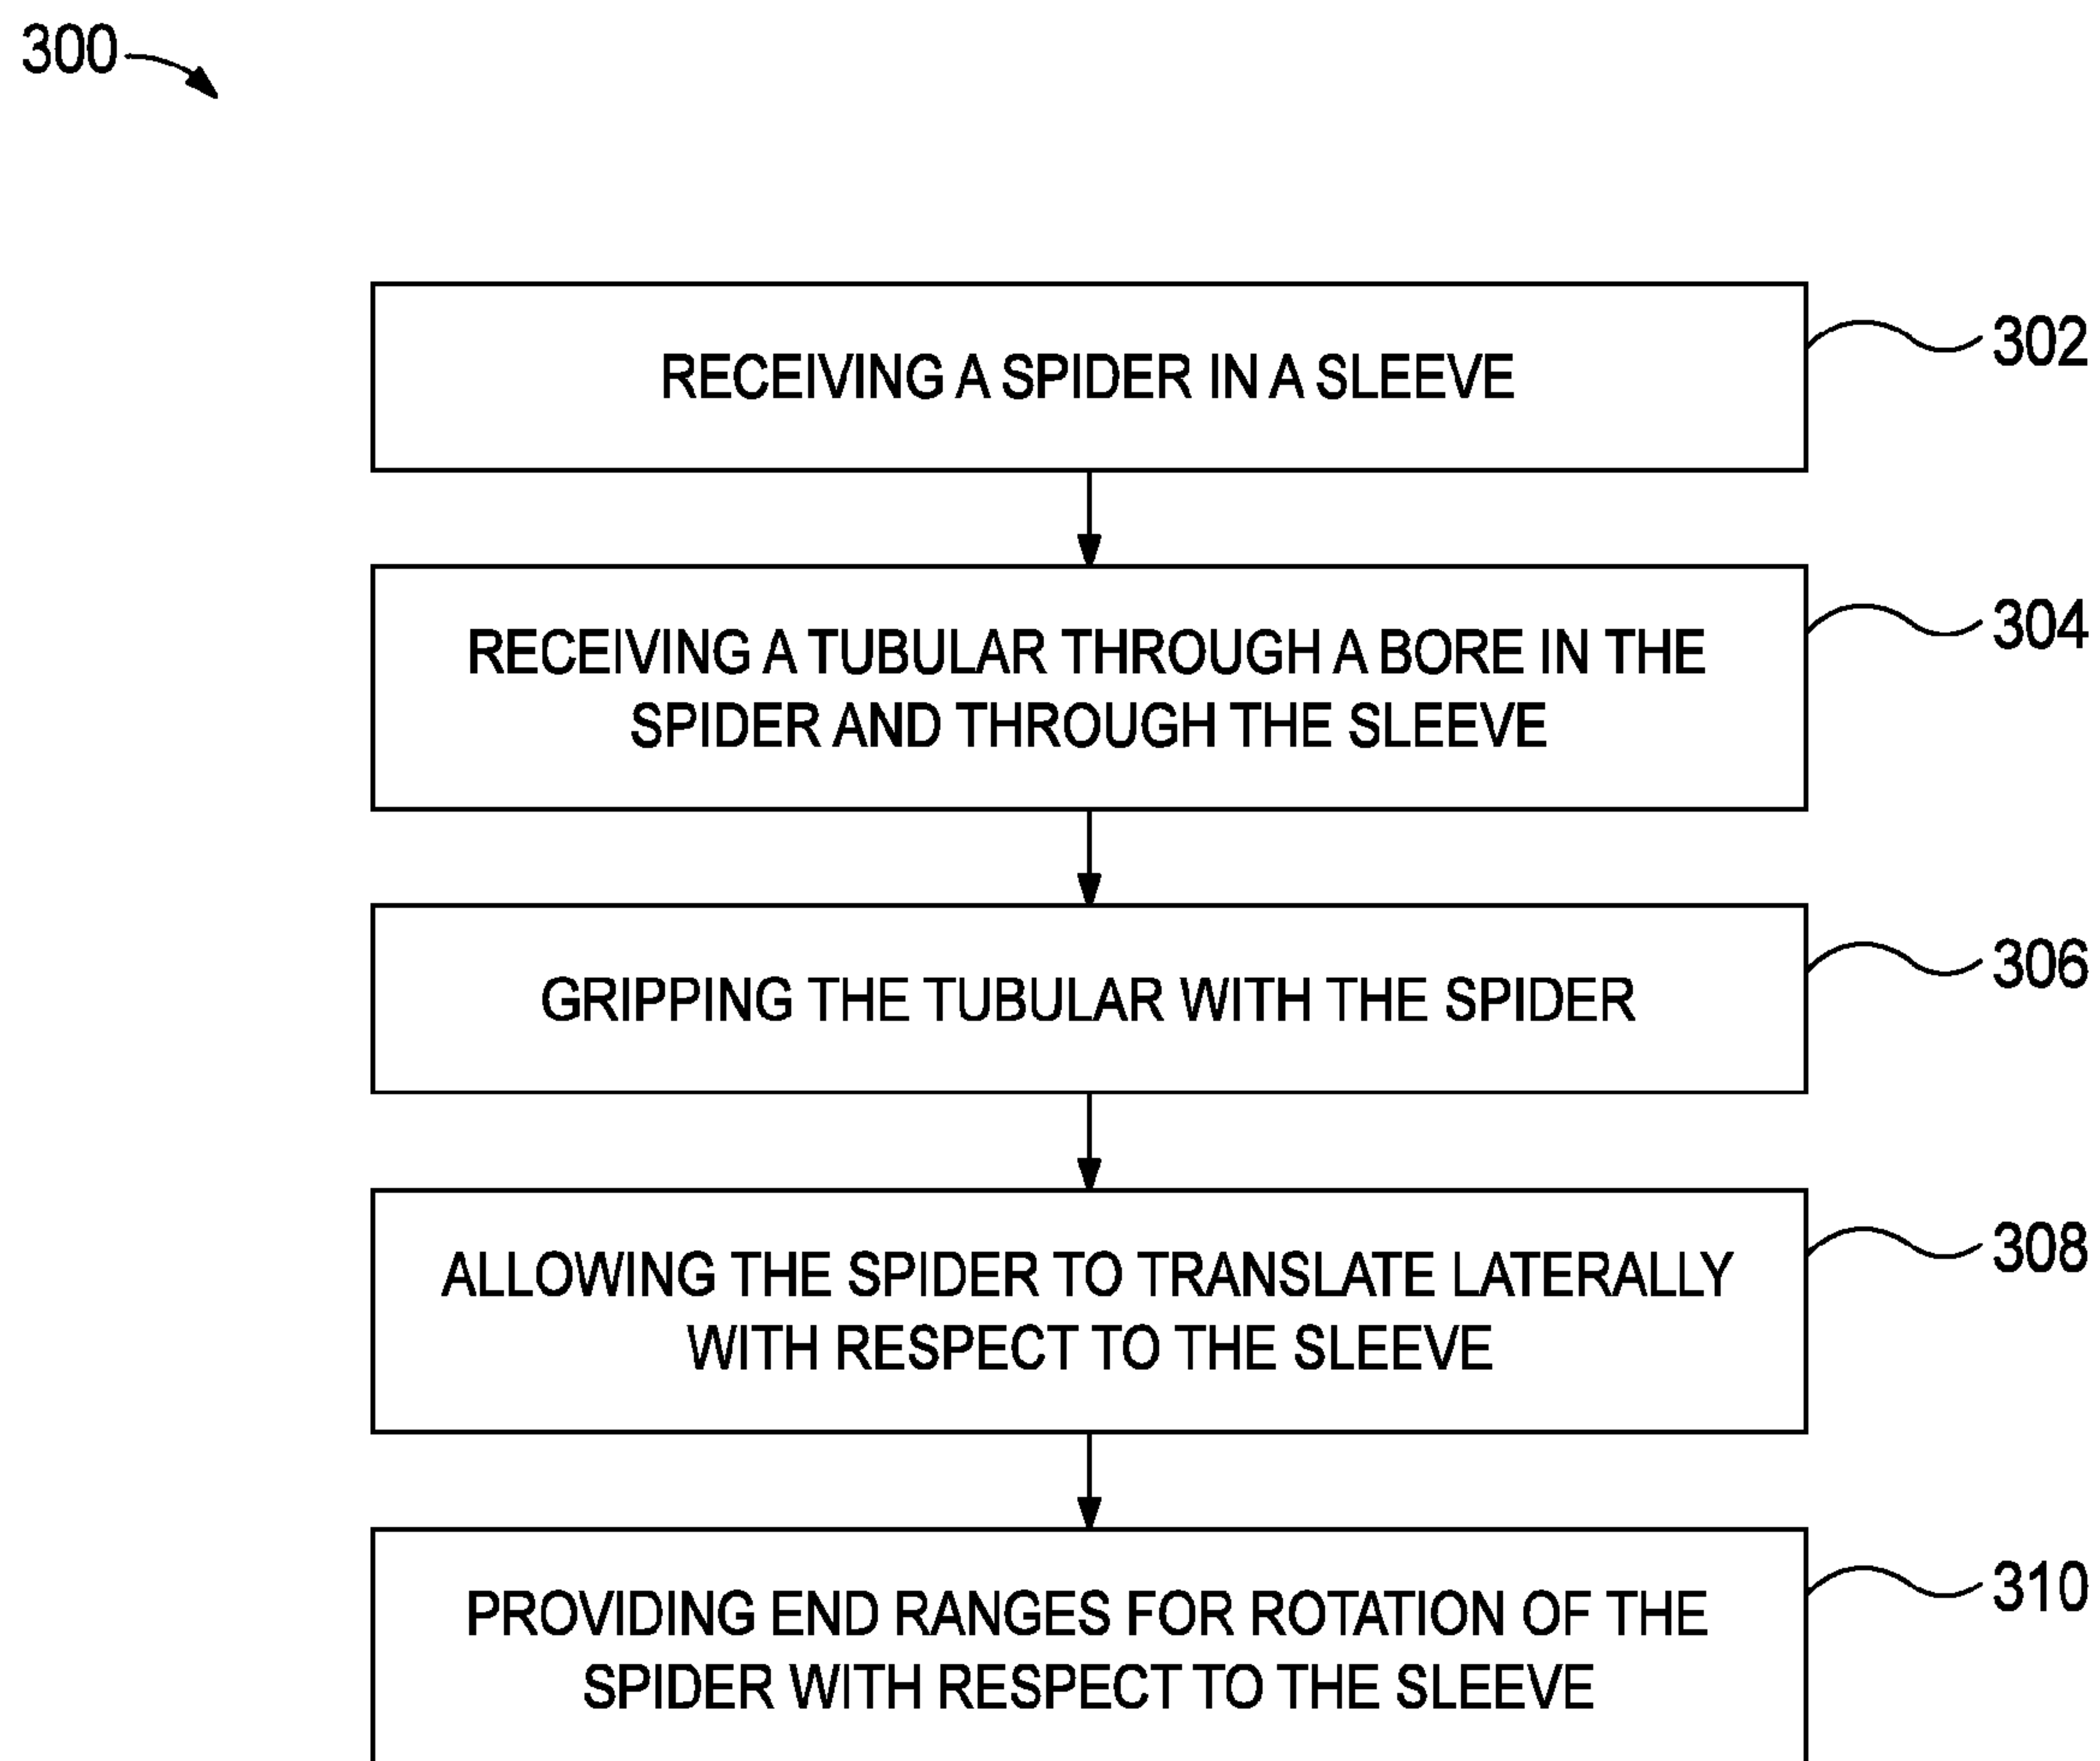 300
RECEIVING A SPIDER IN A SLEEVE
302
RECEIVING A TUBULAR THROUGH A BORE IN THE
SPIDER AND THROUGH THE SLEEVE
304
GRIPPING THE TUBULAR WITH THE SPIDER
306
ALLOWING THE SPIDER TO TRANSLATE LATERALLY
WITH RESPECT TO THE SLEEVE
308
PROVIDING END RANGES FOR ROTATION OF THE
SPIDER WITH RESPECT TO THE SLEEVE
310